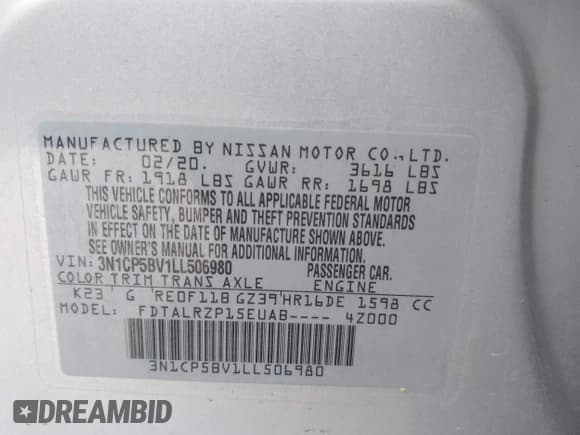 MANUFACTURED BY NISSAN MOTOR CO.,LTD.
DATE: 02/20. GVWR: 3616 LBS
GAWR FR: 1918 LBS GAWR RR: 1698 LBS
THIS VEHICLE CONFORMS TO ALL APPLICABLE FEDERAL MOTOR
VEHICLE SAFETY, BUMPER AND THEFT PREVENTION STANDARDS
IN EFFECT ON THE DATE OF MANUFACTURE SHOWN ABOVE.
SEE OWNER'S MANUAL FOR ADDITIONAL INFORMATION.
VIN: 3N1CP5BV1LL506980 PASSENGER CAR.
COLOR TRIM TRANS AXLE ENGINE
K23 G RE0F11B GZ39 HR16DE 1598 CC
MODEL: FDTALRZP15EUAB---- 4Z000
3N1CP5BV1LL506980
DREAMBID